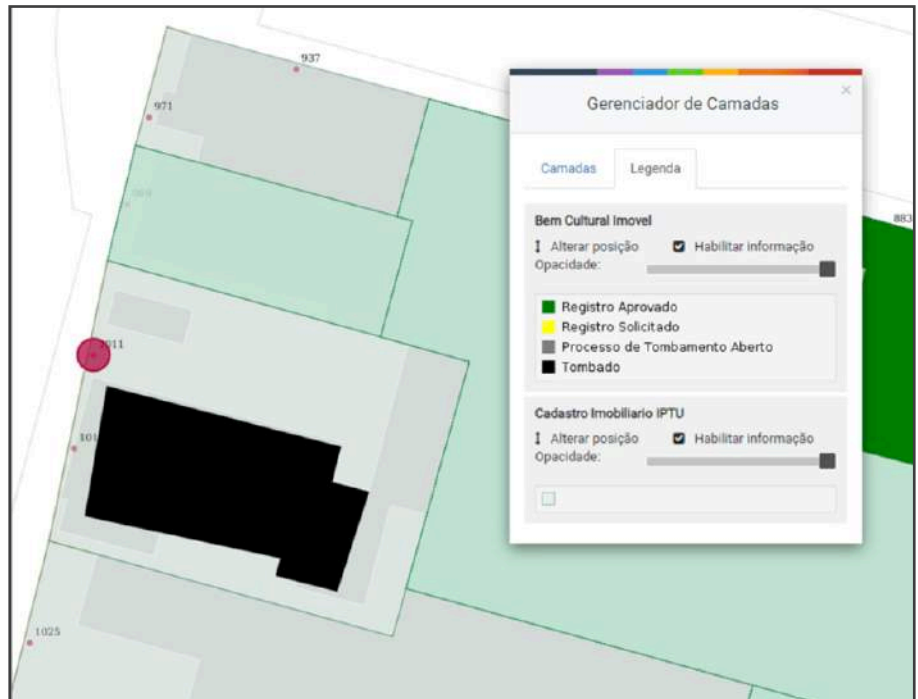 937
971
Gerenciador de Camadas
×
Camadas Legenda
Bem Cultural Imovel
883
Alterar posição Habilitar informação
Opacidade:
Registro Aprovado
Registro Solicitado
Processo de Tombamento Aberto
Tombado
Cadastro Imobiliario IPTU
Alterar posição Habilitar informação
Opacidade:
1025